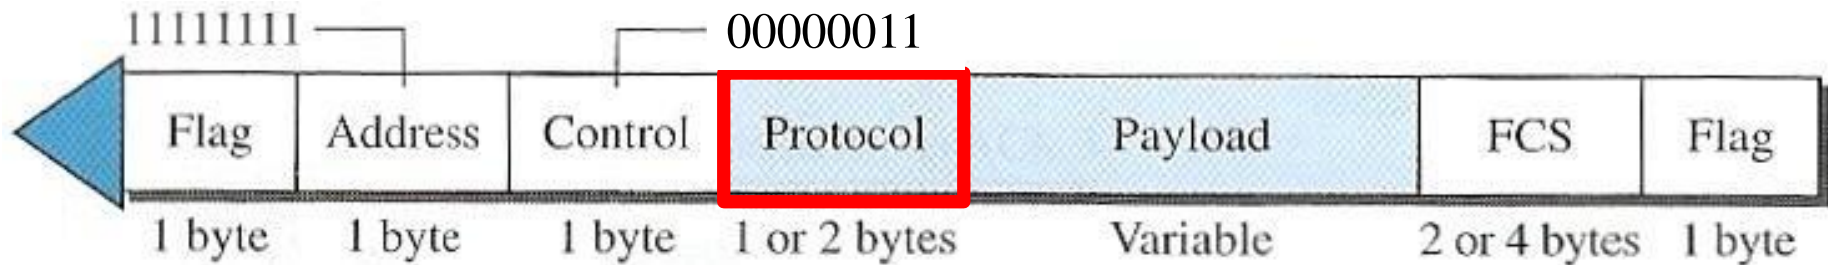 11111111 00000011
Flag Address Control Protocol Payload FCS Flag
1 byte 1 byte 1 byte 1 or 2 bytes Variable 2 or 4 bytes 1 byte